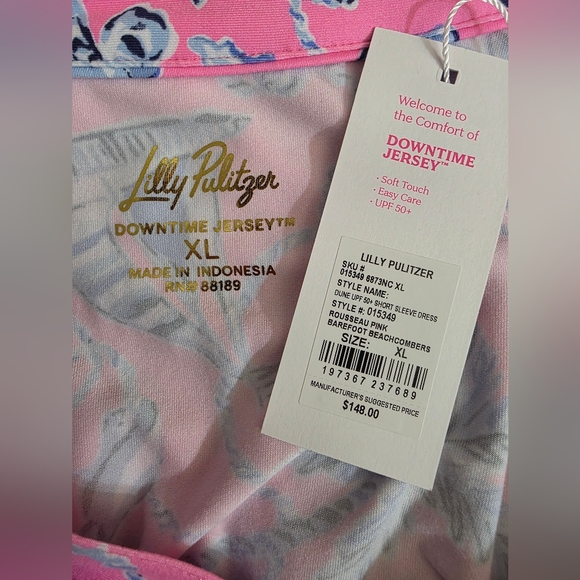 Lilly Pulitzer
DOWNTIME JERSEY™
XL
MADE IN INDONESIA
RN# 88189
Welcome to
the Comfort of
DOWNTIME
JERSEY™
• Soft Touch
• Easy Care
• UPF 50+
LILLY PULITZER
SKU #
015349 6873NC XL
STYLE NAME:
DUNE UPF 50+ SHORT SLEEVE DRESS
STYLE #: 015349
ROUSSEAU PINK
BAREFOOT BEACHCOMBERS
SIZE: XL
197367 237689
MANUFACTURER'S SUGGESTED PRICE
$149.00